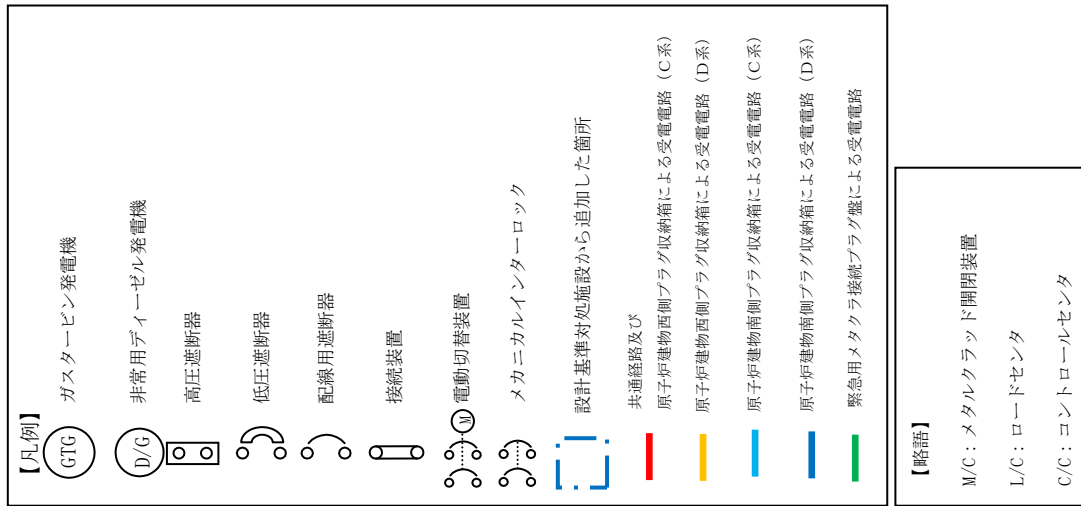 【凡例】
GTG ガスタービン発電機
D/G 非常用ディーゼル発電機
高圧遮断器
低圧遮断器
配線用遮断器
接続装置
M 電動切替装置
メカニカルインターロック
設計基準対処施設から追加した箇所
共通経路及び
原子炉建物西側プラグ収納箱による受電電路（C系）
原子炉建物西側プラグ収納箱による受電電路（D系）
原子炉建物南側プラグ収納箱による受電電路（C系）
原子炉建物南側プラグ収納箱による受電電路（D系）
緊急用メタクラ接続プラグ盤による受電電路
【略語】
M/C：メタルクラッド開閉装置
L/C：ロードセンタ
C/C：コントロールセンタ